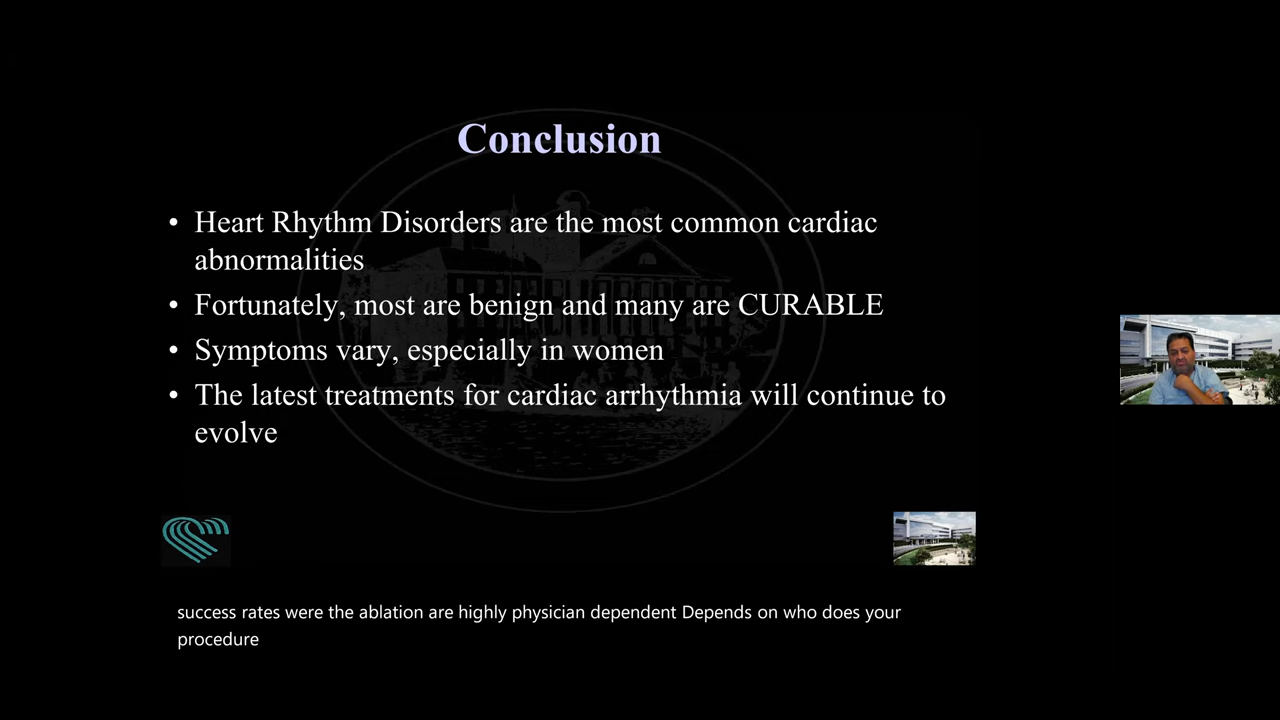 Conclusion
• Heart Rhythm Disorders are the most common cardiac
abnormalities
• Fortunately, most are benign and many are CURABLE
• Symptoms vary, especially in women
• The latest treatments for cardiac arrhythmia will continue to
evolve
success rates were the ablation are highly physician dependent Depends on who does your
procedure